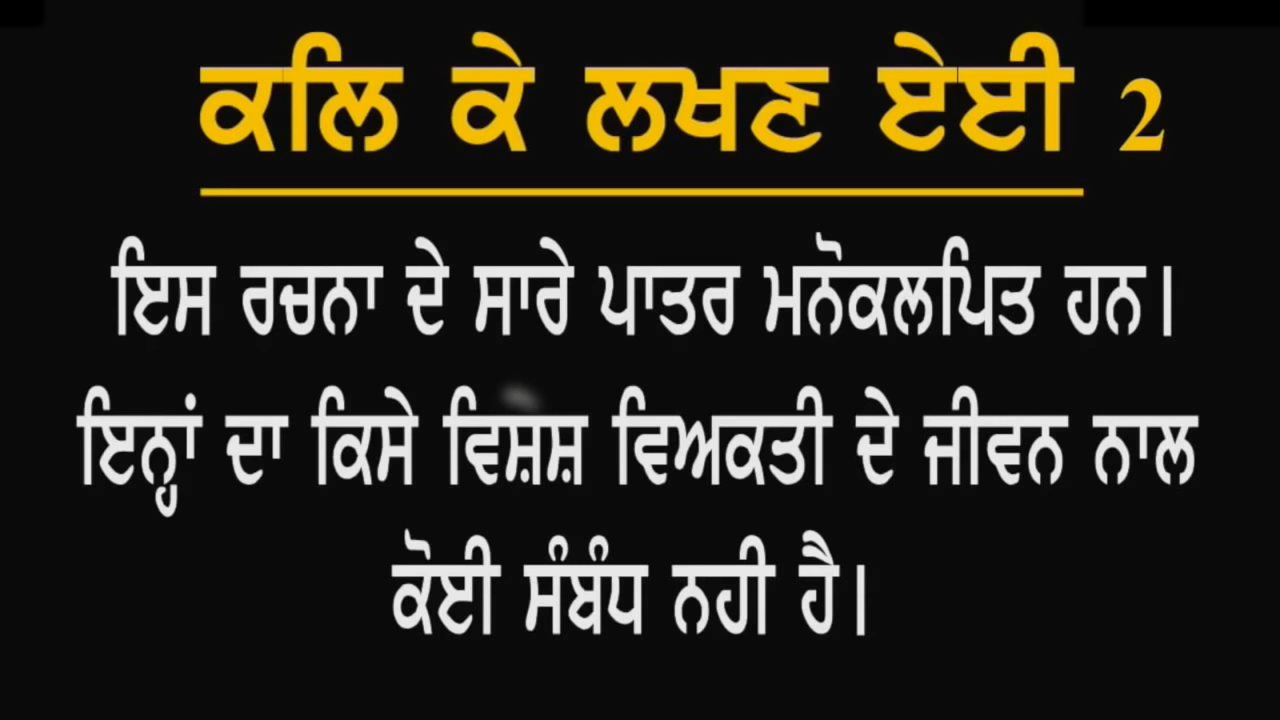 ਕਲਿ ਕੇ ਲਖਣ ਏਈ 2
ਇਸ ਰਚਨਾ ਦੇ ਸਾਰੇ ਪਾਤਰ ਮਨੋਕਲਪਿਤ ਹਨ।
ਇਨ੍ਹਾਂ ਦਾ ਕਿਸੇ ਵਿਸ਼ਸ਼ ਵਿਅਕਤੀ ਦੇ ਜੀਵਨ ਨਾਲ
ਕੋਈ ਸੰਬੰਧ ਨਹੀ ਹੈ।